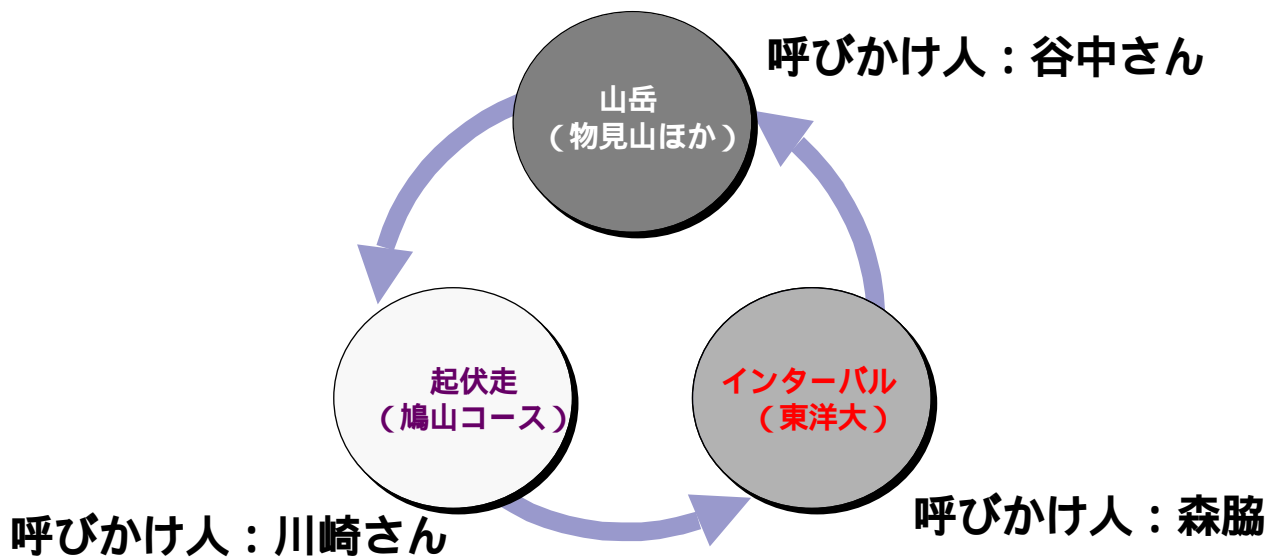 呼びかけ人：谷中さん
山岳
（物見山ほか）
起伏走
（鳩山コース）
インターバル
（東洋大）
呼びかけ人：森脇
呼びかけ人：川崎さん